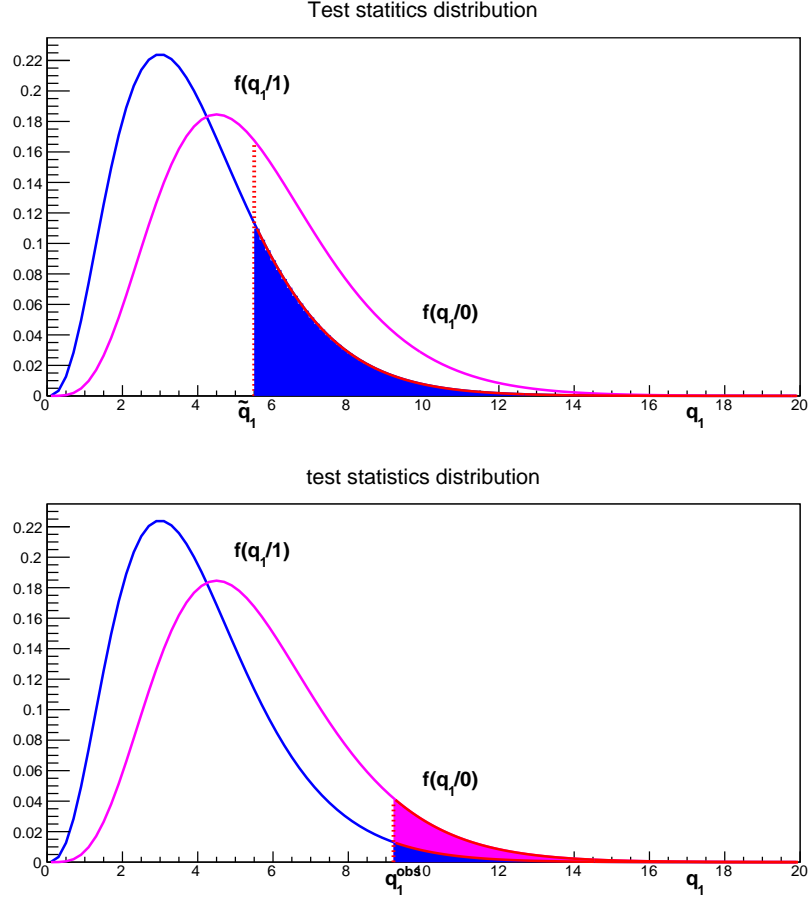 Test statitics distribution
f(q1/1)
f(q1/0)
0.22
0.2
0.18
0.16
0.14
0.12
0.1
0.08
0.06
0.04
0.02
0
0 2 4 6 8 10 12 14 16 18 20
q̃1 q1
test statistics distribution
f(q1/1)
f(q1/0)
0.22
0.2
0.18
0.16
0.14
0.12
0.1
0.08
0.06
0.04
0.02
0
0 2 4 6 8 10 12 14 16 18 20
q1obs q1